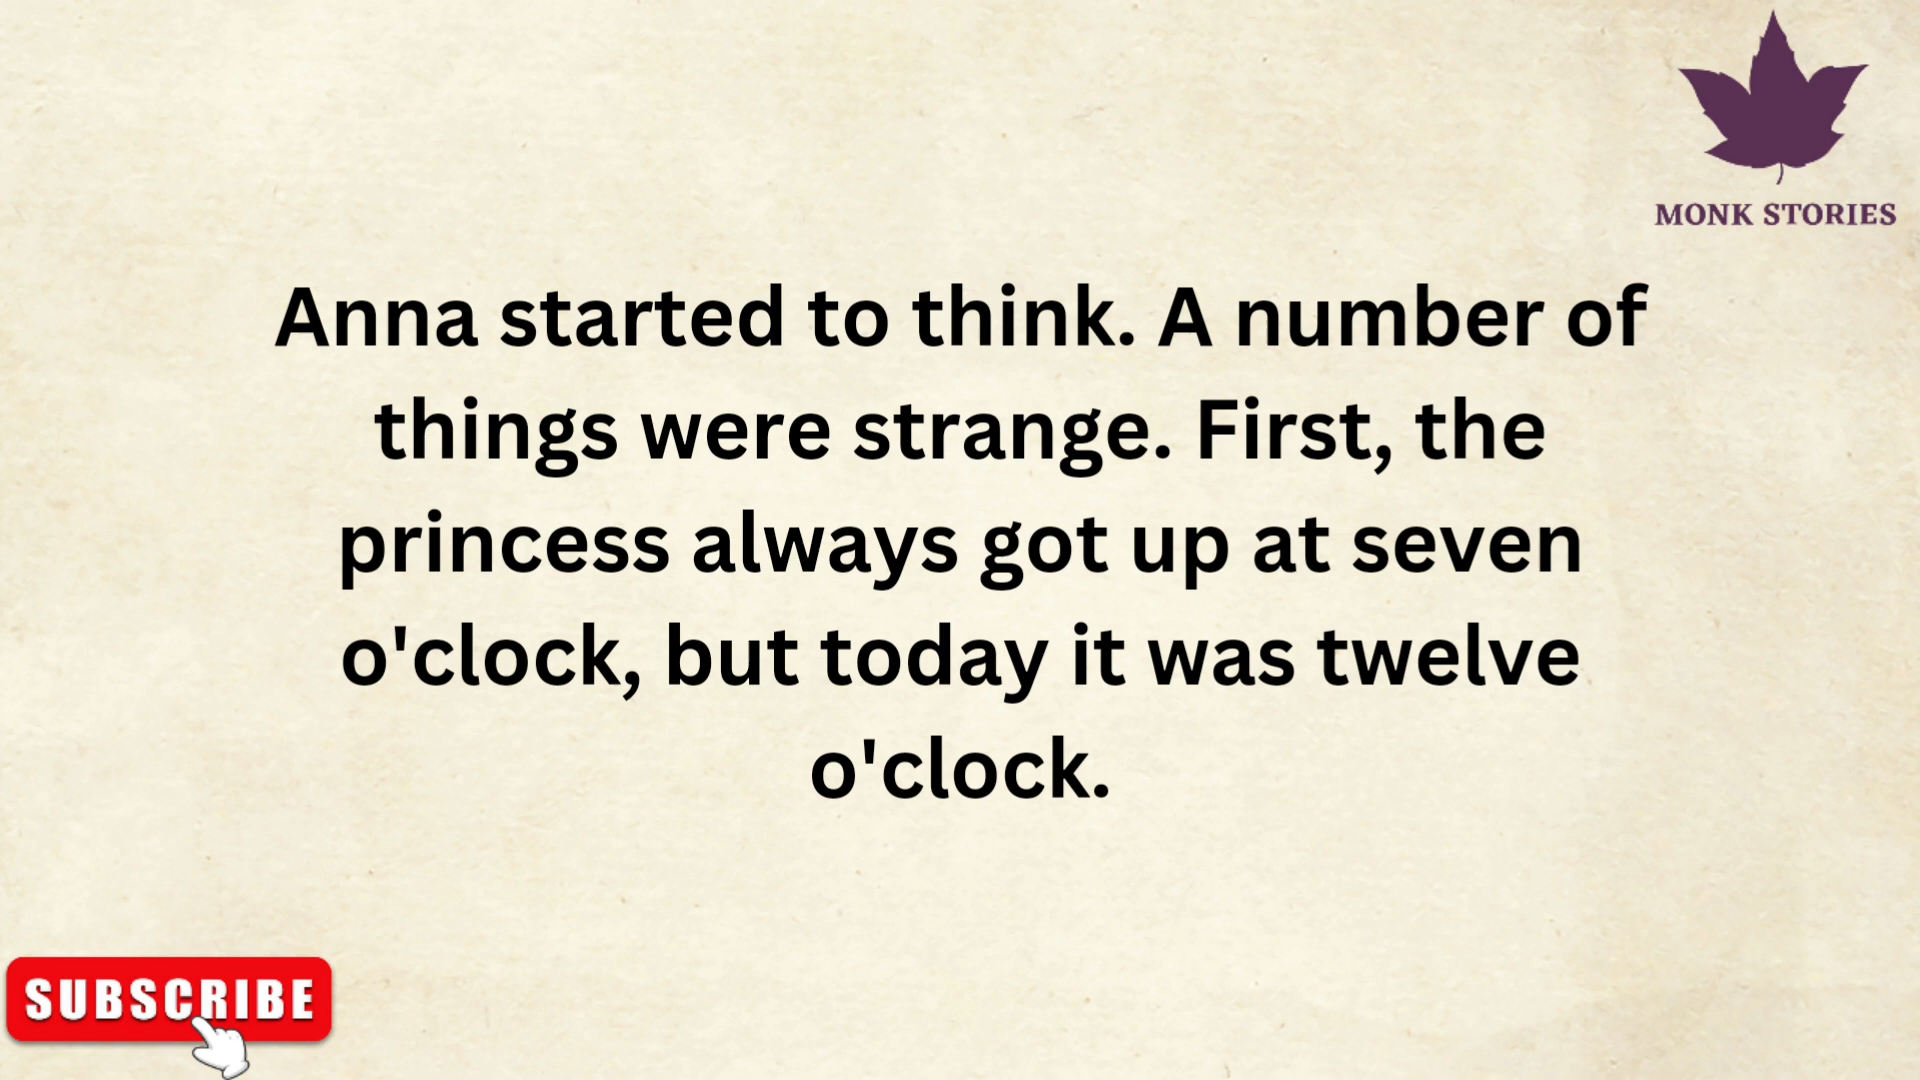 MONK STORIES
Anna started to think. A number of
things were strange. First, the
princess always got up at seven
o'clock, but today it was twelve
o'clock.
SUBSCRIBE